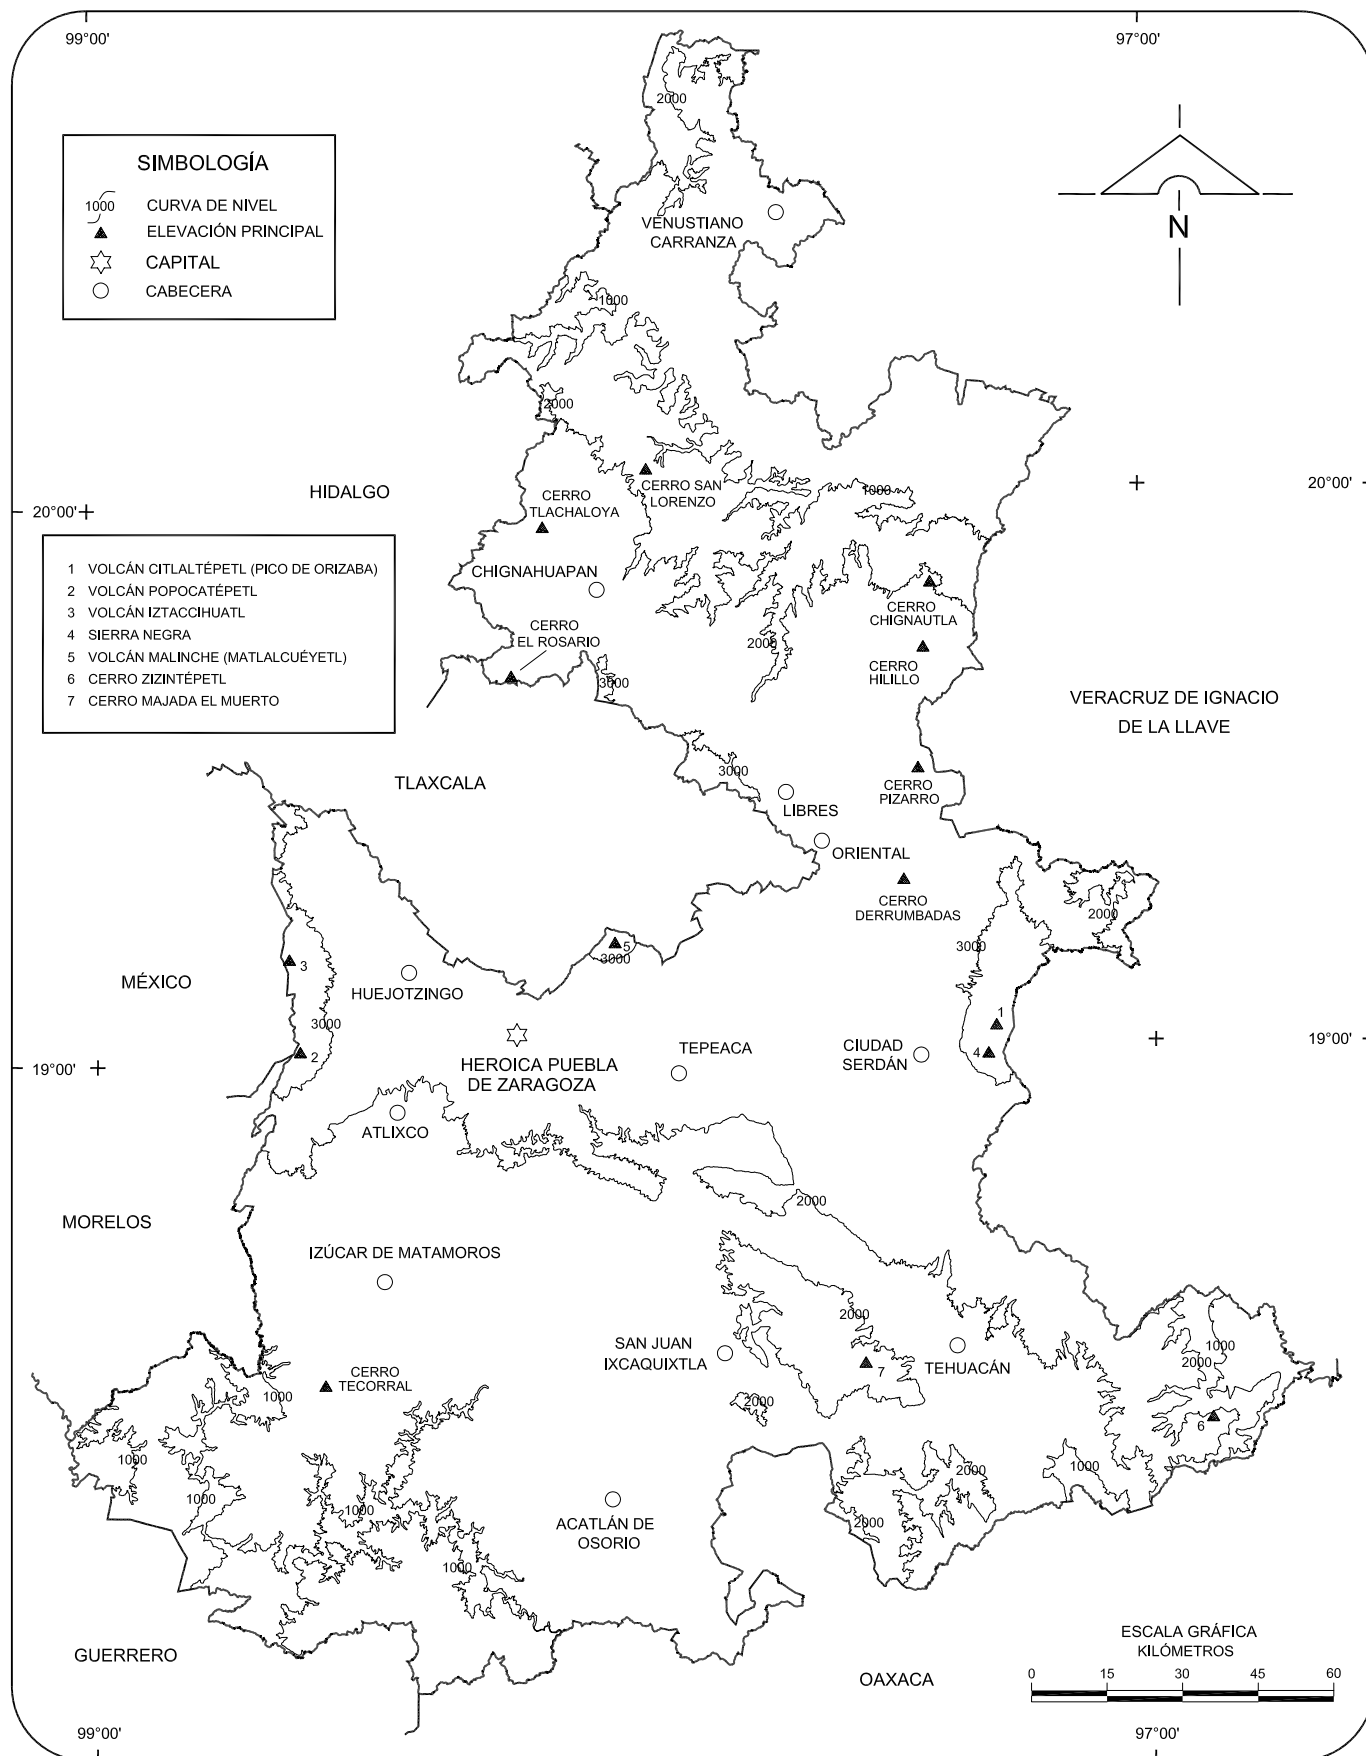 99°00'
97°00'
2000
SIMBOLOGÍA
1000
CURVA DE NIVEL
ELEVACIÓN PRINCIPAL
CAPITAL
CABECERA
N
VENUSTIANO
CARRANZA
1000
2000
HIDALGO
CERRO SAN
LORENZO
CERRO
TLACHALOYA
1000
20°00'
20°00'
1 VOLCÁN CITLALTÉPETL (PICO DE ORIZABA)
2 VOLCÁN POPOCATÉPETL
3 VOLCÁN IZTACCIHUATL
4 SIERRA NEGRA
5 VOLCÁN MALINCHE (MATLALCUÉYETL)
6 CERRO ZIZINTÉPETL
7 CERRO MAJADA EL MUERTO
CHIGNAHUAPAN
CERRO
EL ROSARIO
CERRO
CHIGNAUTLA
2000
CERRO
HILILLO
3000
VERACRUZ DE IGNACIO
DE LA LLAVE
TLAXCALA
3000
CERRO
PIZARRO
LIBRES
ORIENTAL
CERRO
DERRUMBADAS
2000
3000
5
3000
3
MÉXICO
HUEJOTZINGO
3000
1
2
HEROICA PUEBLA
DE ZARAGOZA
TEPEACA
CIUDAD
SERDÁN
4
19°00'
19°00'
ATLIXCO
2000
MORELOS
IZÚCAR DE MATAMOROS
2000
SAN JUAN
IXCAQUIXTLA
7
TEHUACÁN
1000
2000
CERRO
TECORRAL
1000
2000
6
1000
1000
1000
2000
1000
2000
ACATLÁN DE
OSORIO
1000
GUERRERO
OAXACA
ESCALA GRÁFICA
KILÓMETROS
0 15 30 45 60
99°00'
97°00'